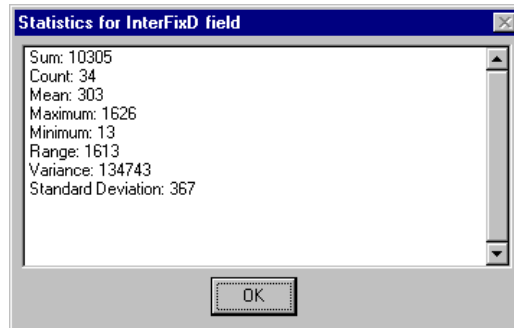 Statistics for InterFixD field
Sum: 10305
Count: 34
Mean: 303
Maximum: 1626
Minimum: 13
Range: 1613
Variance: 134743
Standard Deviation: 367
OK